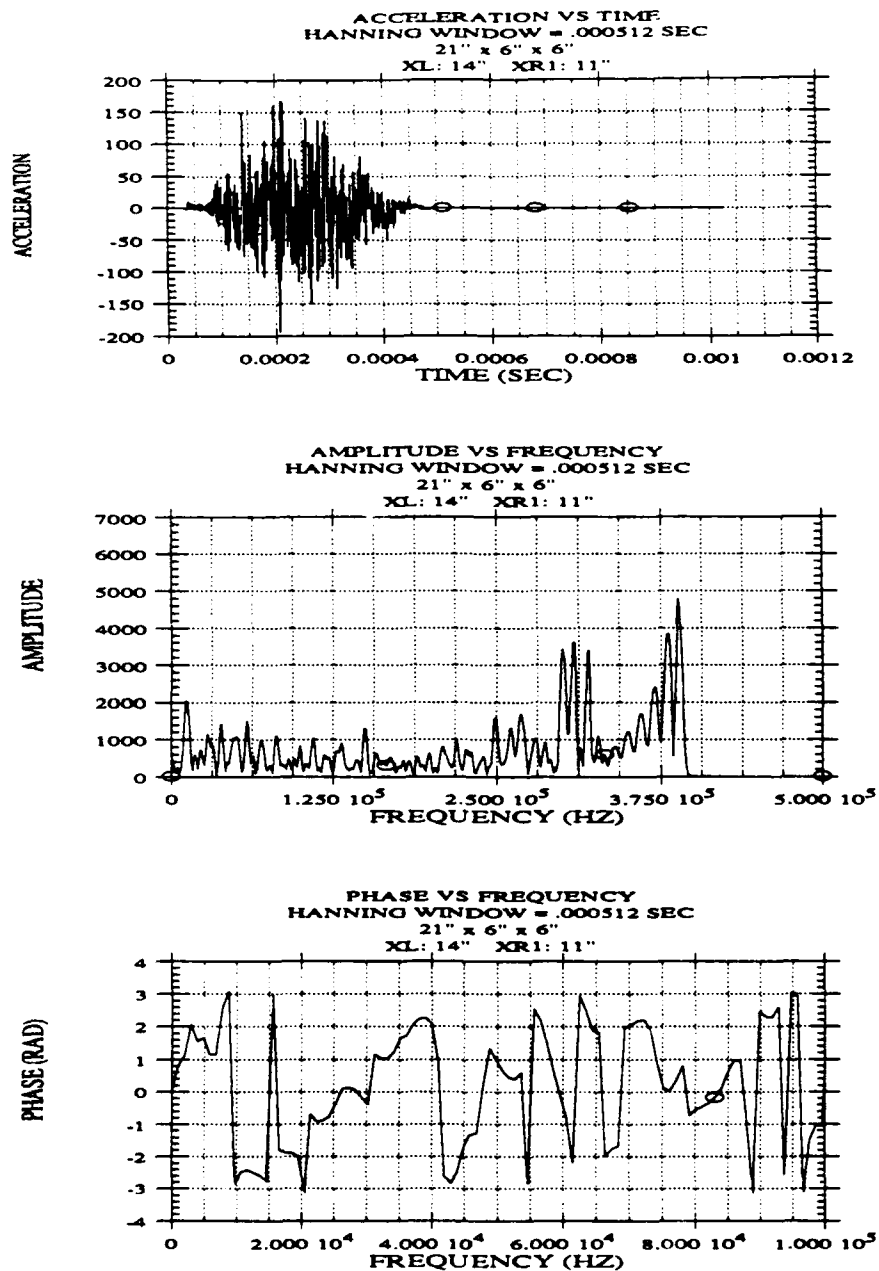 ACCELERATION VS TIME
HANNING WINDOW = .000512 SEC
21" x 6" x 6"
XL: 14" XR1: 11"
200
150
100
50
0
-50
-100
-150
-200
ACCELERATION
0 0.0002 0.0004 0.0006 0.0008 0.001 0.0012
TIME (SEC)
AMPLITUDE VS FREQUENCY
HANNING WINDOW = .000512 SEC
21" x 6" x 6"
XL: 14" XR1: 11"
7000
6000
5000
4000
3000
2000
1000
0
AMPLITUDE
0 1.250 10^5 2.500 10^5 3.750 10^5 5.000 10^5
FREQUENCY (HZ)
PHASE VS FREQUENCY
HANNING WINDOW = .000512 SEC
21" x 6" x 6"
XL: 14" XR1: 11"
4
3
2
1
0
-1
-2
-3
-4
PHASE (RAD)
0 2.000 10^4 4.000 10^4 6.000 10^4 8.000 10^4 1.000 10^5
FREQUENCY (HZ)